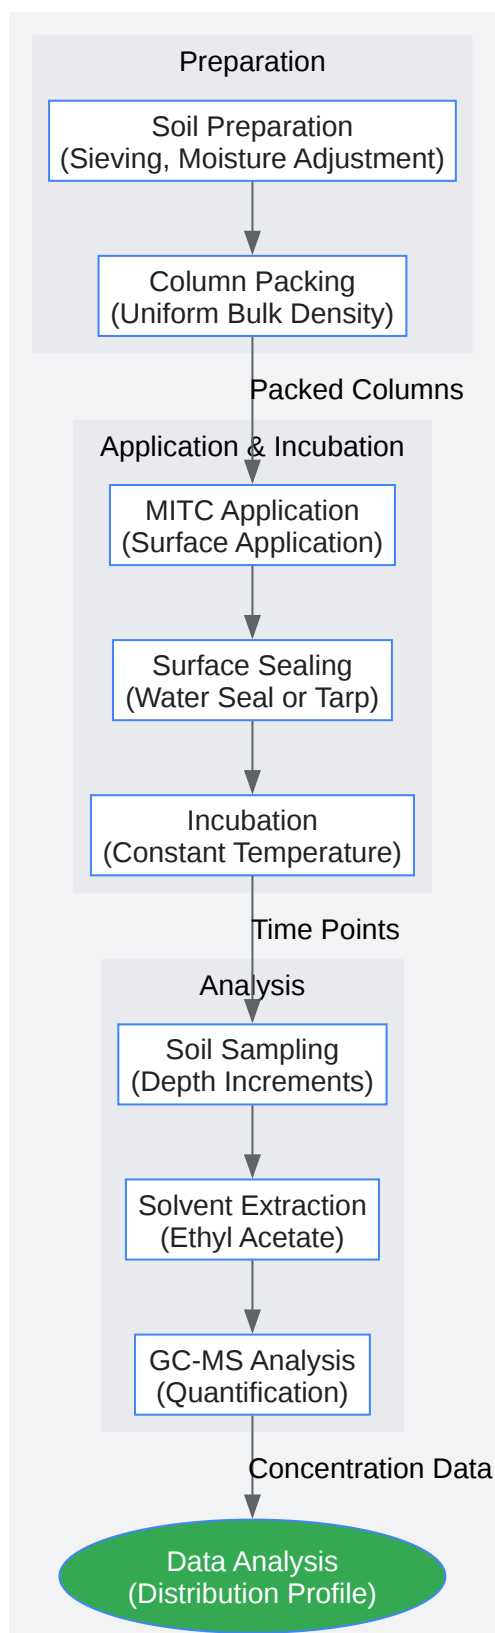 Preparation
Soil Preparation
(Sieving, Moisture Adjustment)
Column Packing
(Uniform Bulk Density)
Packed Columns
Application & Incubation
MITC Application
(Surface Application)
Surface Sealing
(Water Seal or Tarp)
Incubation
(Constant Temperature)
Time Points
Analysis
Soil Sampling
(Depth Increments)
Solvent Extraction
(Ethyl Acetate)
GC-MS Analysis
(Quantification)
Concentration Data
Data Analysis
(Distribution Profile)